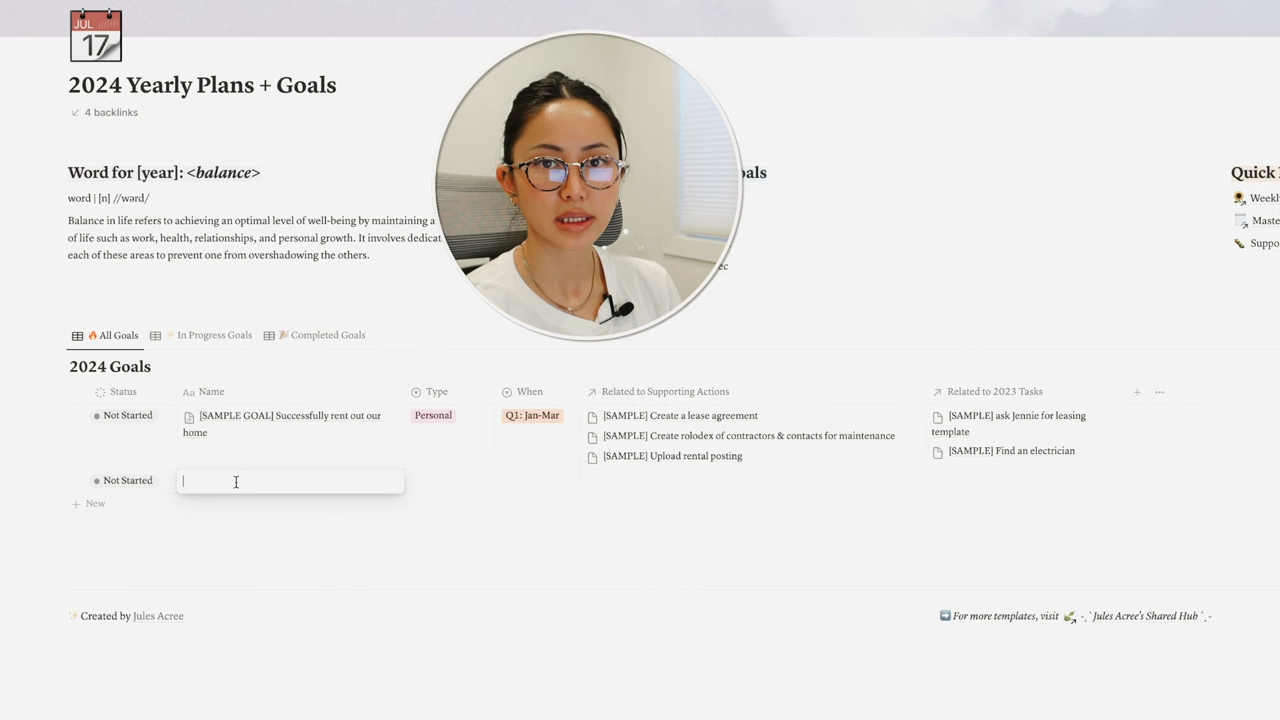 JUL
17
2024 Yearly Plans + Goals
4 backlinks
Word for [year]: <balance>
als
Quick
word | [n] //wərd/
Weekl
Balance in life refers to achieving an optimal level of well-being by maintaining a
Maste
of life such as work, health, relationships, and personal growth. It involves dedicat
Suppo
each of these areas to prevent one from overshadowing the others.
ec
All Goals In Progress Goals Completed Goals
2024 Goals
Status Aa Name Type When Related to Supporting Actions Related to 2023 Tasks
Not Started [SAMPLE GOAL] Successfully rent out our Personal Q1: Jan-Mar [SAMPLE] Create a lease agreement [SAMPLE] ask Jennie for leasing
home template
[SAMPLE] Create rolodex of contractors & contacts for maintenance
[SAMPLE] Find an electrician
[SAMPLE] Upload rental posting
Not Started
+ New
Created by Jules Acree
For more templates, visit -ˏˋ Jules Acree's Shared Hub ˊˎ-